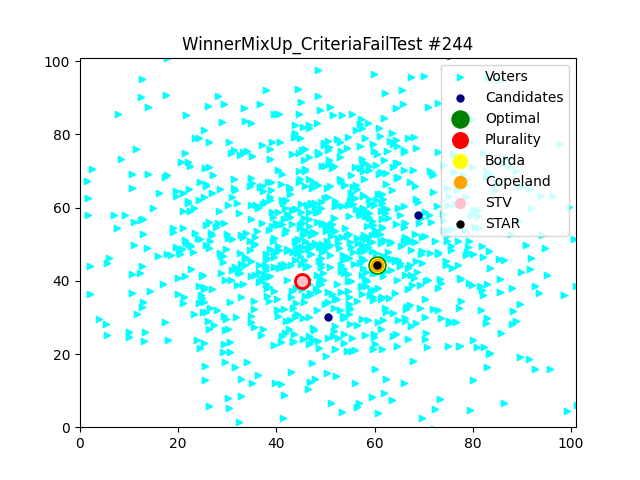 WinnerMixUp_CriteriaFailTest #244
100
80
60
40
20
0
0
20
40
60
80
100
Voters
Candidates
Optimal
Plurality
Borda
Copeland
STV
STAR